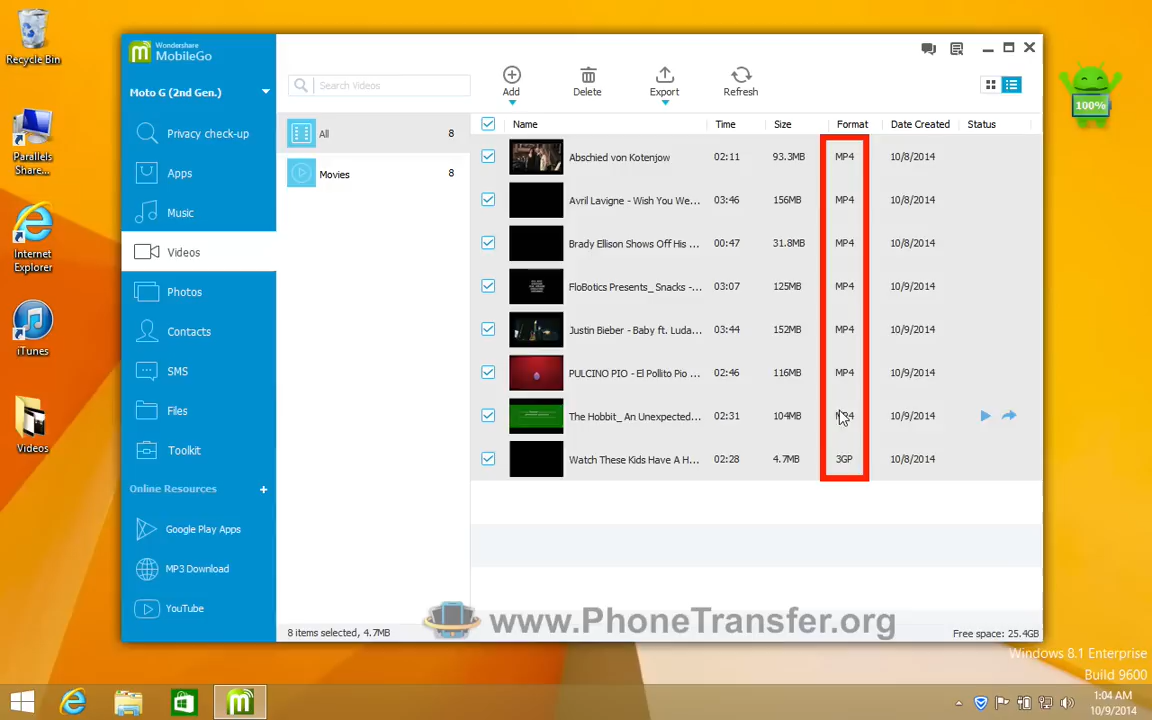 Recycle Bin
Parallels
Share...
Internet
Explorer
iTunes
Videos
Wondershare
MobileGo
Moto G (2nd Gen.)
Privacy check-up
Apps
Music
Videos
Photos
Contacts
SMS
Files
Toolkit
Online Resources +
Google Play Apps
MP3 Download
YouTube
Search Videos
All 8
Movies 8
Add
Delete
Export
Refresh
Name Time Size Format Date Created Status
Abschied von Kotenjow 02:11 93.3MB MP4 10/8/2014
Avril Lavigne - Wish You We... 03:46 156MB MP4 10/8/2014
Brady Ellison Shows Off His ... 00:47 31.8MB MP4 10/8/2014
FloBotics Presents_ Snacks -... 03:07 125MB MP4 10/8/2014
Justin Bieber - Baby ft. Luda... 03:44 152MB MP4 10/9/2014
PULCINO PIO - El Pollito Pio ... 02:46 116MB MP4 10/9/2014
The Hobbit_ An Unexpected... 02:31 104MB MP4 10/9/2014
Watch These Kids Have A H... 02:28 4.7MB 3GP 10/8/2014
8 items selected, 4.7MB
www.PhoneTransfer.org
Free space: 25.4GB
100%
Windows 8.1 Enterprise
Build 9600
1:04 AM
10/9/2014